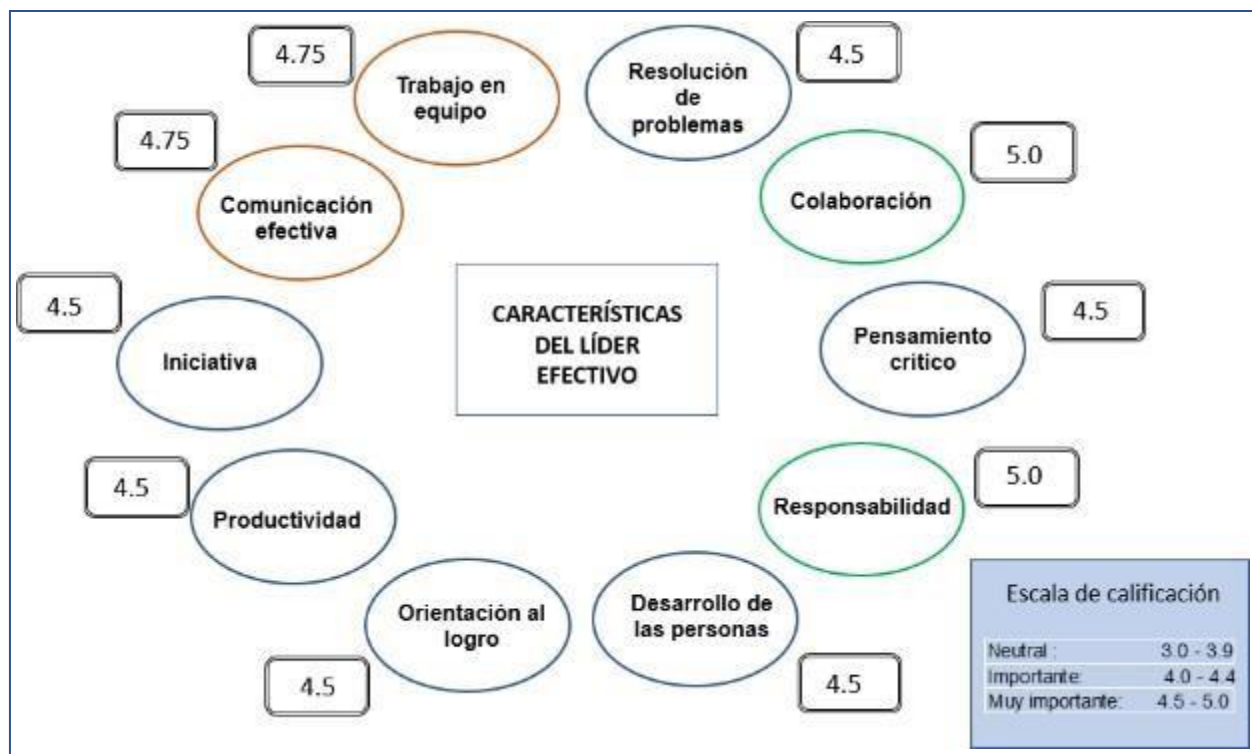 4.75
Trabajo en
equipo
Resolución
de
problemas
4.5
4.75
Comunicación
efectiva
Colaboración
5.0
4.5
Iniciativa
CARACTERÍSTICAS
DEL LÍDER
EFECTIVO
Pensamiento
critico
4.5
4.5
Productividad
Responsabilidad
5.0
Orientación al
logro
4.5
Desarrollo de
las personas
4.5
Escala de calificación
Neutral : 3.0 - 3.9
Importante: 4.0 - 4.4
Muy importante: 4.5 - 5.0